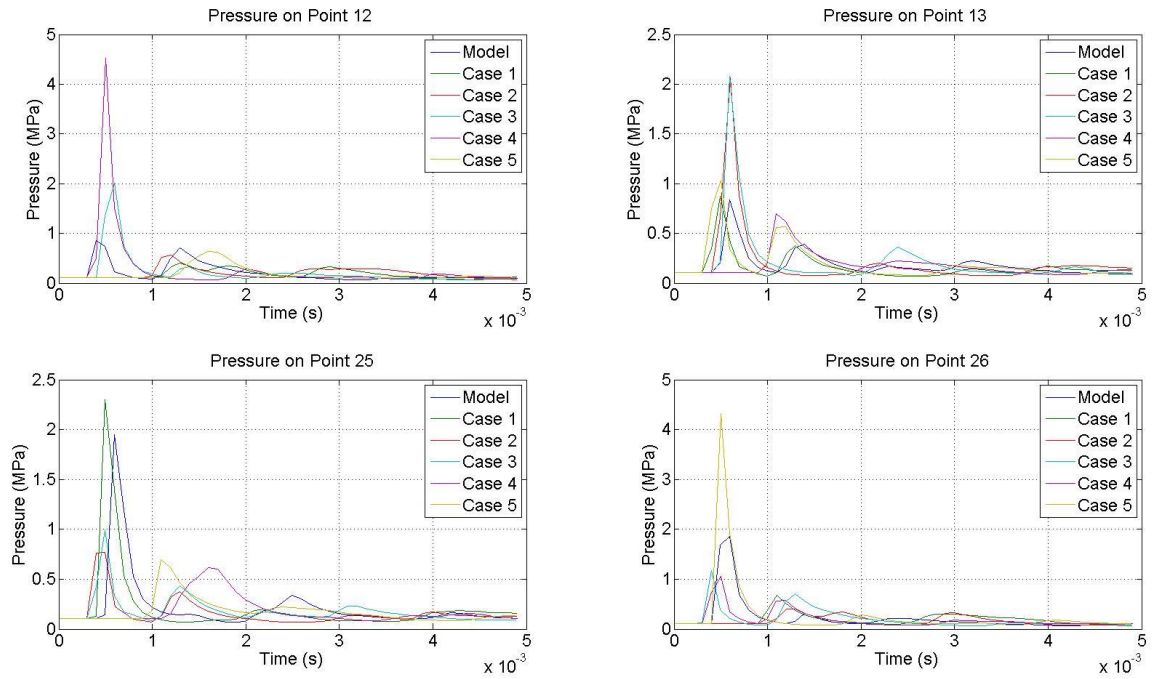 Pressure on Point 12
5
4
3
2
1
0
Pressure (MPa)
Model
Case 1
Case 2
Case 3
Case 4
Case 5
0
1
2
3
4
5
Time (s)
x 10-3
Pressure on Point 13
2.5
2
1.5
1
0.5
0
Pressure (MPa)
Model
Case 1
Case 2
Case 3
Case 4
Case 5
0
1
2
3
4
5
Time (s)
x 10-3
Pressure on Point 25
2.5
2
1.5
1
0.5
0
Pressure (MPa)
Model
Case 1
Case 2
Case 3
Case 4
Case 5
0
1
2
3
4
5
Time (s)
x 10-3
Pressure on Point 26
5
4
3
2
1
0
Pressure (MPa)
Model
Case 1
Case 2
Case 3
Case 4
Case 5
0
1
2
3
4
5
Time (s)
x 10-3